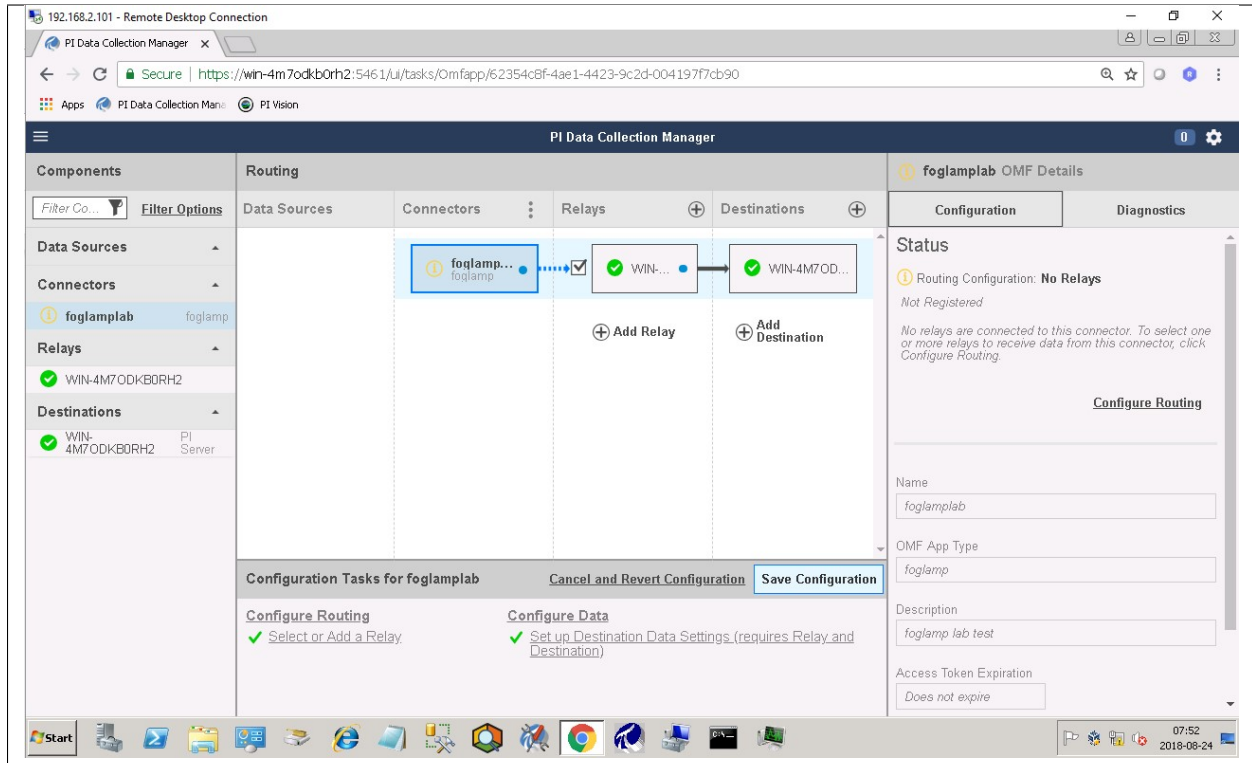 192.168.2.101 - Remote Desktop Connection
PI Data Collection Manager
Secure | https://win-4m7odkb0rh2:5461/ui/tasks/Omfapp/62354c8f-4ae1-4423-9c2d-004197f7cb90
Apps PI Data Collection Mana PI Vision
PI Data Collection Manager 0
Components
Filter Co... Filter Options
Data Sources
Connectors
foglamplab foglamp
Relays
WIN-4M7ODKB0RH2
Destinations
WIN-4M7ODKB0RH2 PI Server
Routing
Data Sources Connectors Relays Destinations
foglamp...
foglamp
WIN-...
WIN-4M7OD...
Add Relay
Add
Destination
Configuration Tasks for foglamplab Cancel and Revert Configuration Save Configuration
Configure Routing
Select or Add a Relay
Configure Data
Set up Destination Data Settings (requires Relay and
Destination)
foglamplab OMF Details
Configuration Diagnostics
Status
Routing Configuration: No Relays
Not Registered
No relays are connected to this connector. To select one
or more relays to receive data from this connector, click
Configure Routing.
Configure Routing
Name
foglamplab
OMF App Type
foglamp
Description
foglamp lab test
Access Token Expiration
Does not expire
Start
07:52
2018-08-24